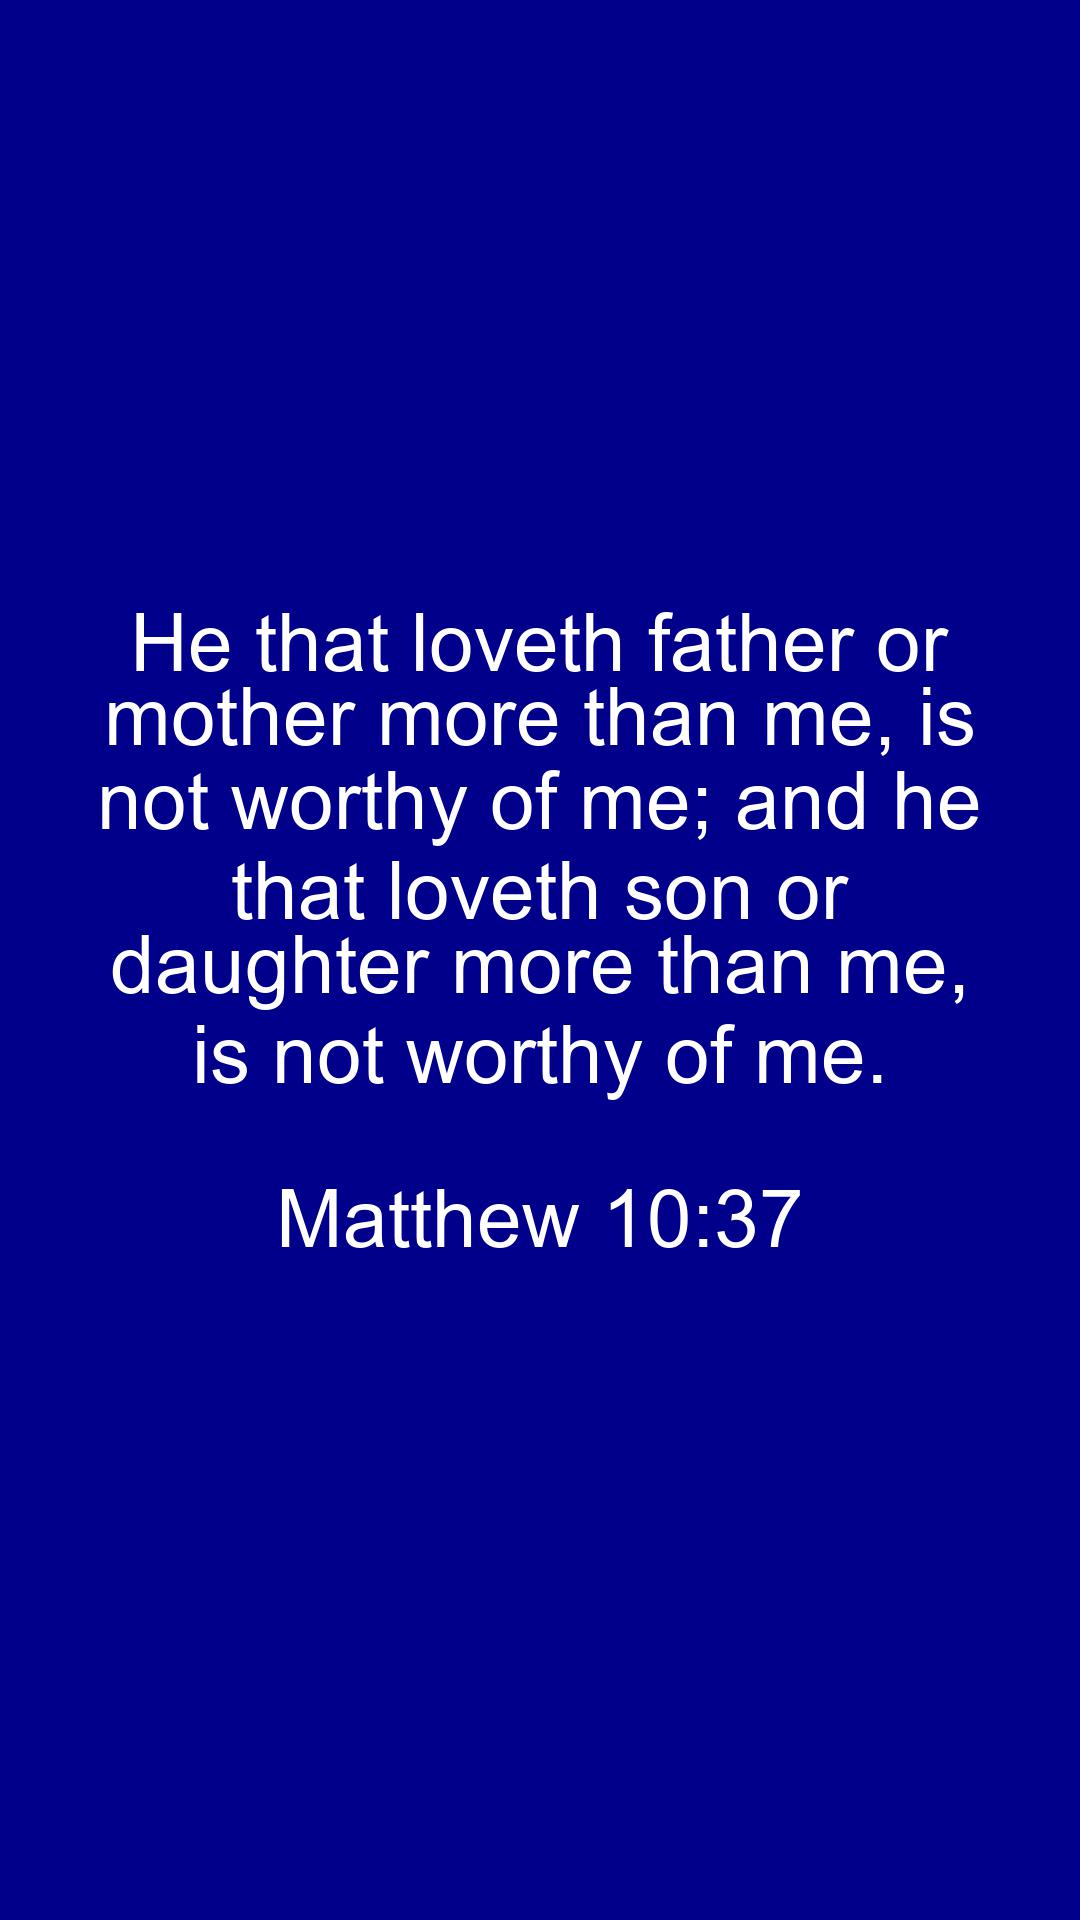 He that loveth father or
mother more than me, is
not worthy of me; and he
that loveth son or
daughter more than me,
is not worthy of me.
Matthew 10:37